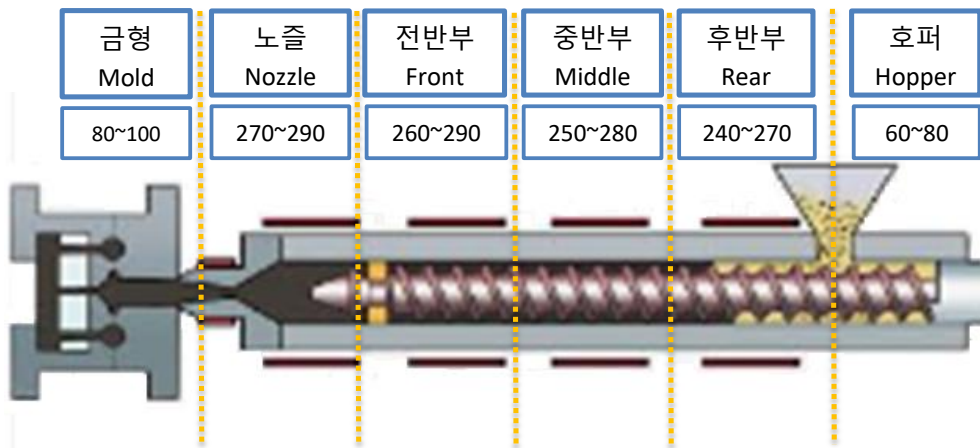 금형
Mold
노즐
Nozzle
전반부
Front
중반부
Middle
후반부
Rear
호퍼
Hopper
80~100
270~290
260~290
250~280
240~270
60~80